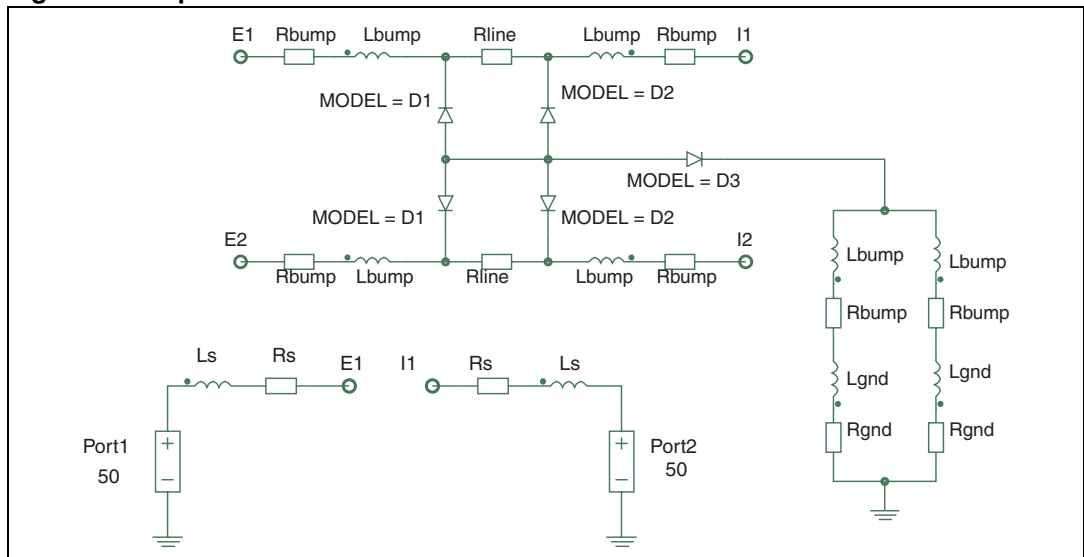 E1 Rbump Lbump Rline Lbump Rbump I1
MODEL = D1 MODEL = D2
MODEL = D3
MODEL = D1 MODEL = D2
E2 I2
Rbump Lbump Rline Lbump Rbump
Lbump Lbump
Rbump Rbump
Lgnd Lgnd
Rgnd Rgnd
Ls Rs E1 I1 Rs Ls
Port1 + − Port2 + −
50 50